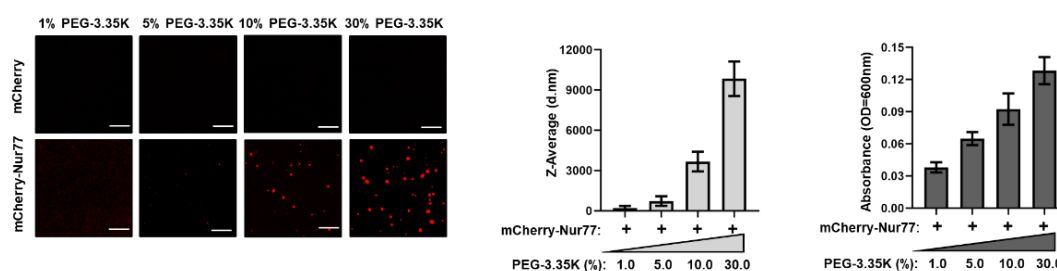 1% PEG-3.35K 5% PEG-3.35K 10% PEG-3.35K 30% PEG-3.35K
mCherry
mCherry-Nur77
Z-Average (d.nm)
12000
9000
6000
3000
0
mCherry-Nur77: + + + +
PEG-3.35K (%): 1.0 5.0 10.0 30.0
Absorbance (OD=600nm)
0.15
0.12
0.09
0.06
0.03
0.00
mCherry-Nur77: + + + +
PEG-3.35K (%): 1.0 5.0 10.0 30.0